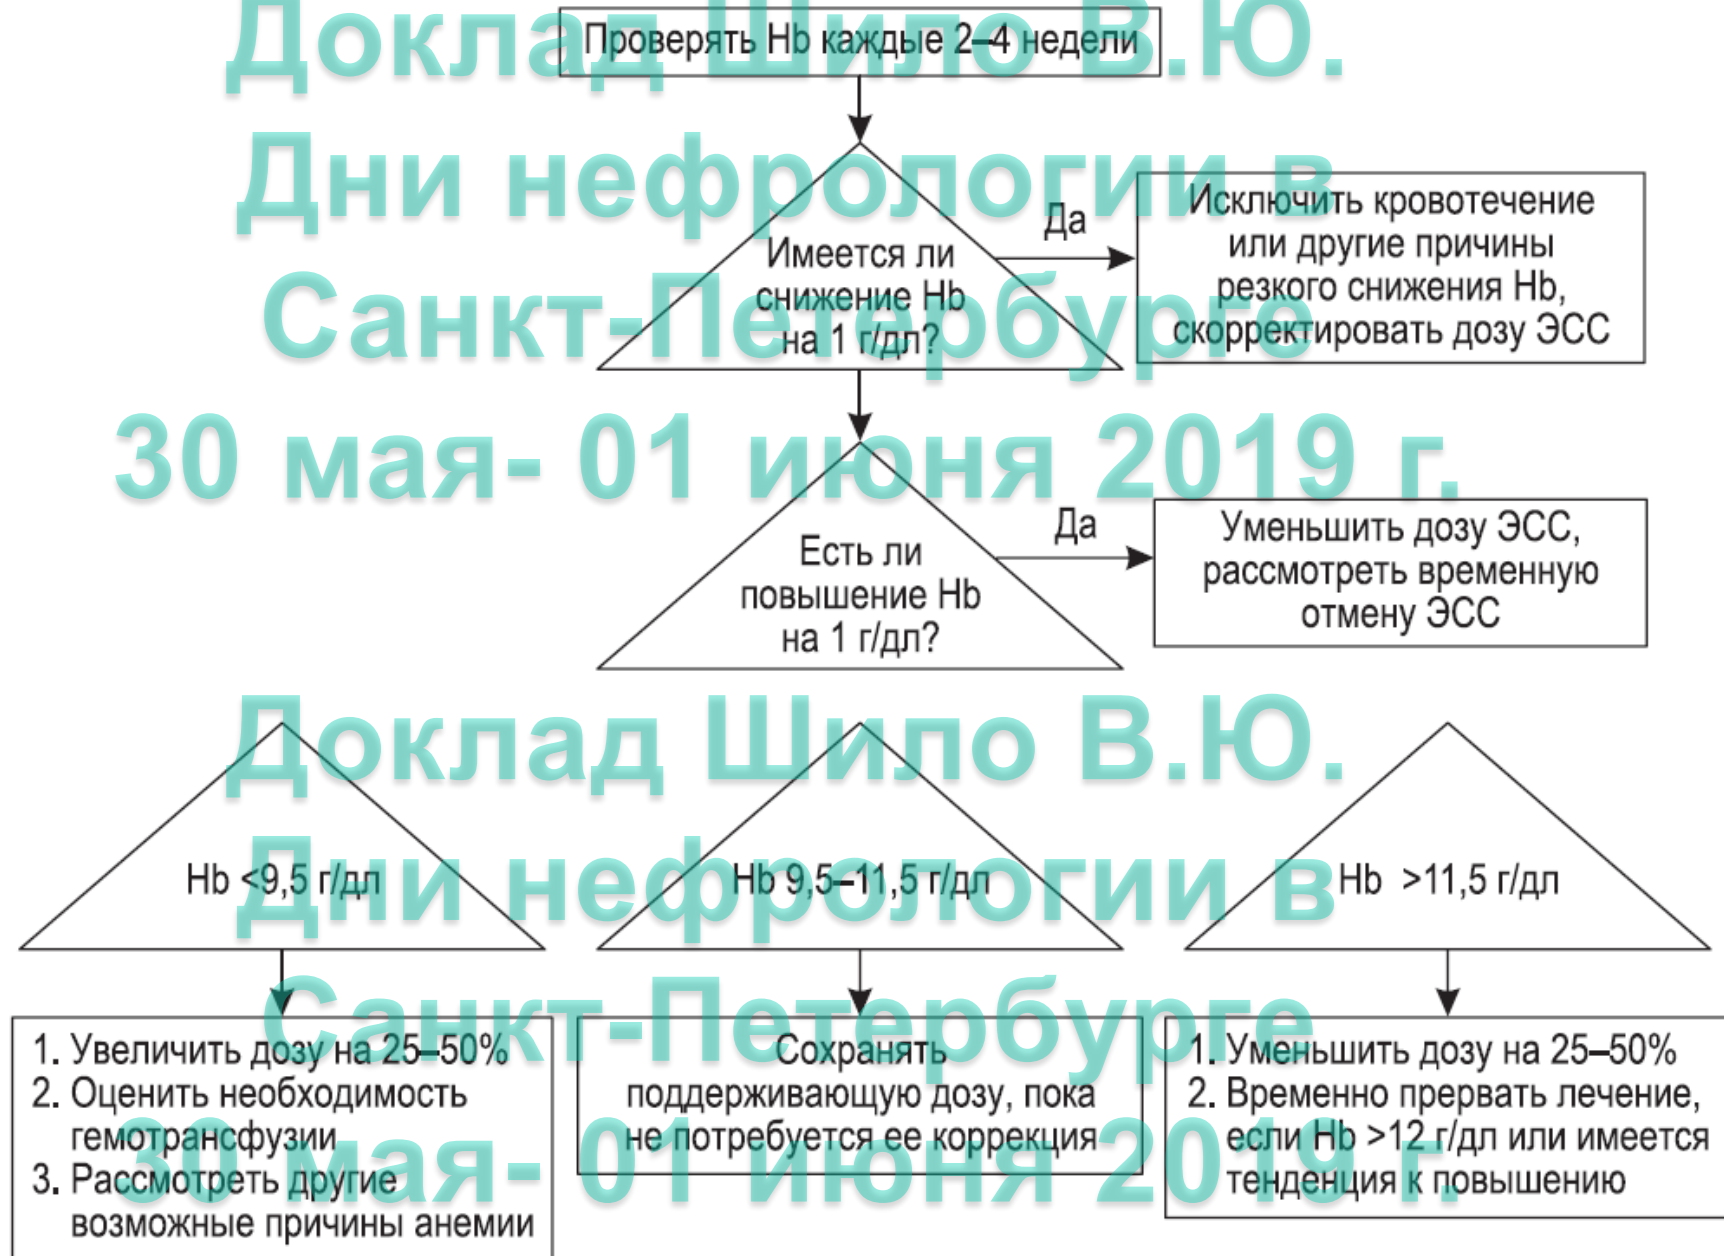 Доклад Шило В.Ю.
Проверять Hb каждые 2–4 недели
Дни нефрологии в
Имеется ли
снижение Hb
на 1 г/дл?
Да
Исключить кровотечение
или другие причины
резкого снижения Hb,
скорректировать дозу ЭСС
Санкт-Петербурге
30 мая- 01 июня 2019 г.
Есть ли
повышение Hb
на 1 г/дл?
Да
Уменьшить дозу ЭСС,
рассмотреть временную
отмену ЭСС
Доклад Шило В.Ю.
Дни нефрологии в
Hb <9,5 г/дл
Hb 9,5–11,5 г/дл
Hb >11,5 г/дл
Санкт-Петербурге
1. Увеличить дозу на 25–50%
2. Оценить необходимость
гемотрансфузии
3. Рассмотреть другие
возможные причины анемии
Сохранять
поддерживающую дозу, пока
не потребуется ее коррекция
1. Уменьшить дозу на 25–50%
2. Временно прервать лечение,
если Hb >12 г/дл или имеется
тенденция к повышению
30 мая- 01 июня 2019 г.